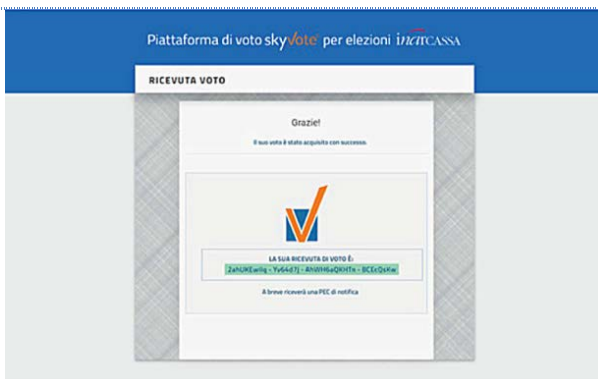 Piattaforma di voto skyvote per elezioni inarCASSA
RICEVUTA VOTO
Grazie!
Il suo voto è stato acquisito con successo.
LA SUA RICEVUTA DI VOTO È:
A breve riceverà una PEC di notifica